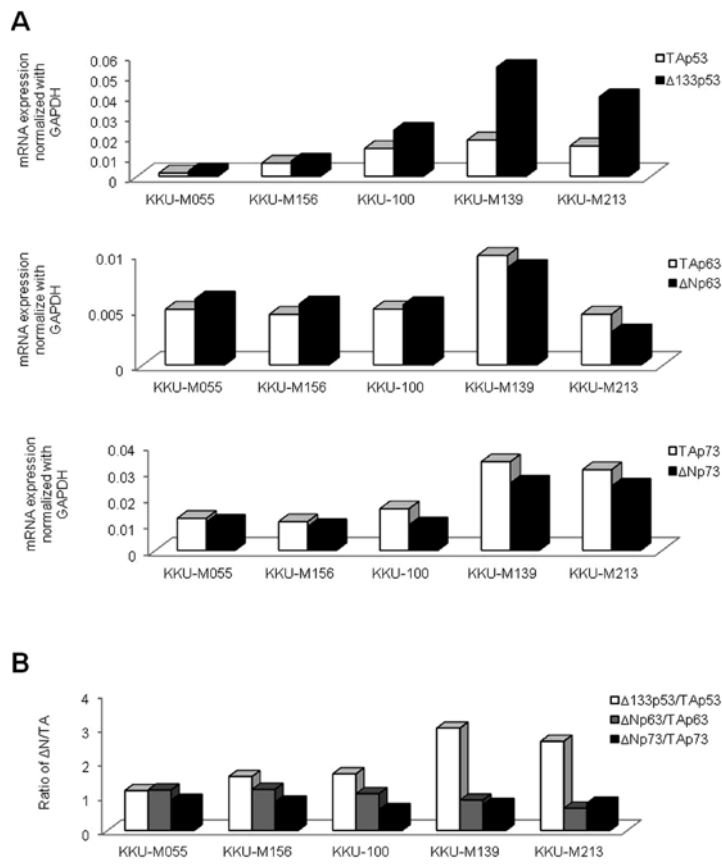 A
mRNA expression
normalized with
GAPDH
0.06
0.05
0.04
0.03
0.02
0.01
0
TAp53
Δ133p53
KKU-M055 KKU-M156 KKU-100 KKU-M139 KKU-M213
mRNA expression
normalize with
GAPDH
0.01
0.005
0
TAp63
ΔNp63
KKU-M055 KKU-M156 KKU-100 KKU-M139 KKU-M213
mRNA expression
normalized with
GAPDH
0.04
0.03
0.02
0.01
0
TAp73
ΔNp73
KKU-M055 KKU-M156 KKU-100 KKU-M139 KKU-M213
B
Ratio of ΔN/TA
4
3
2
1
0
Δ133p53/TAp53
ΔNp63/TAp63
ΔNp73/TAp73
KKU-M055 KKU-M156 KKU-100 KKU-M139 KKU-M213